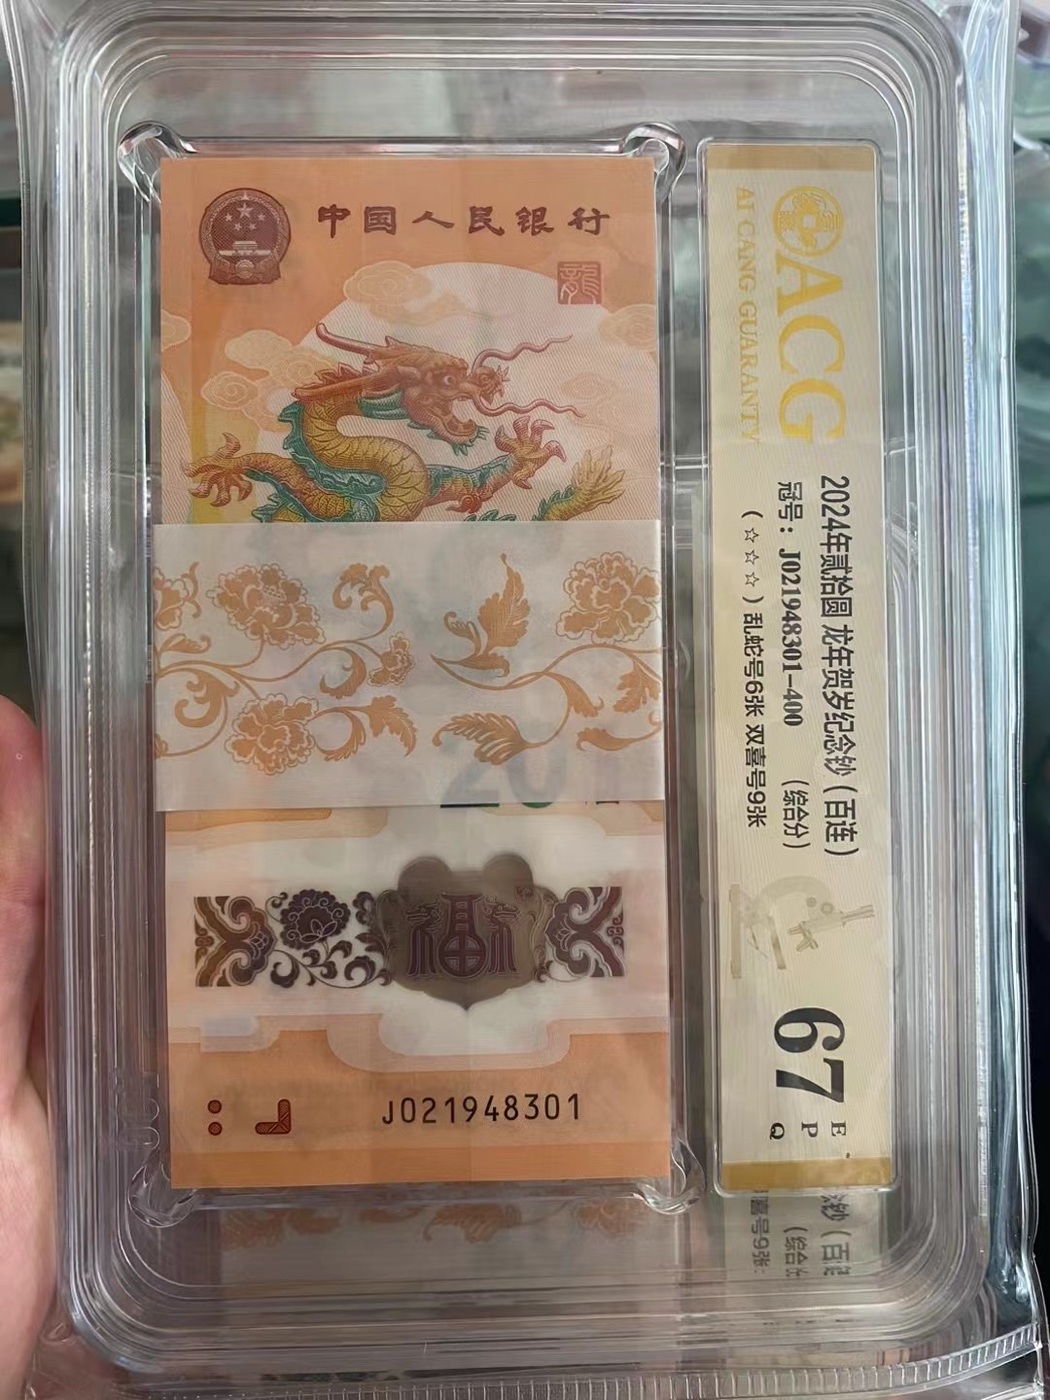 中国人民银行
龍
福
20
J021948301
ACG
AI CANG GUARANTY
2024年贰拾圆 龙年贺岁纪念钞（百连）
冠号：J021948301-400 （综合分）
（☆☆☆）乱蛇号6张 双喜号9张
67
E
P
Q